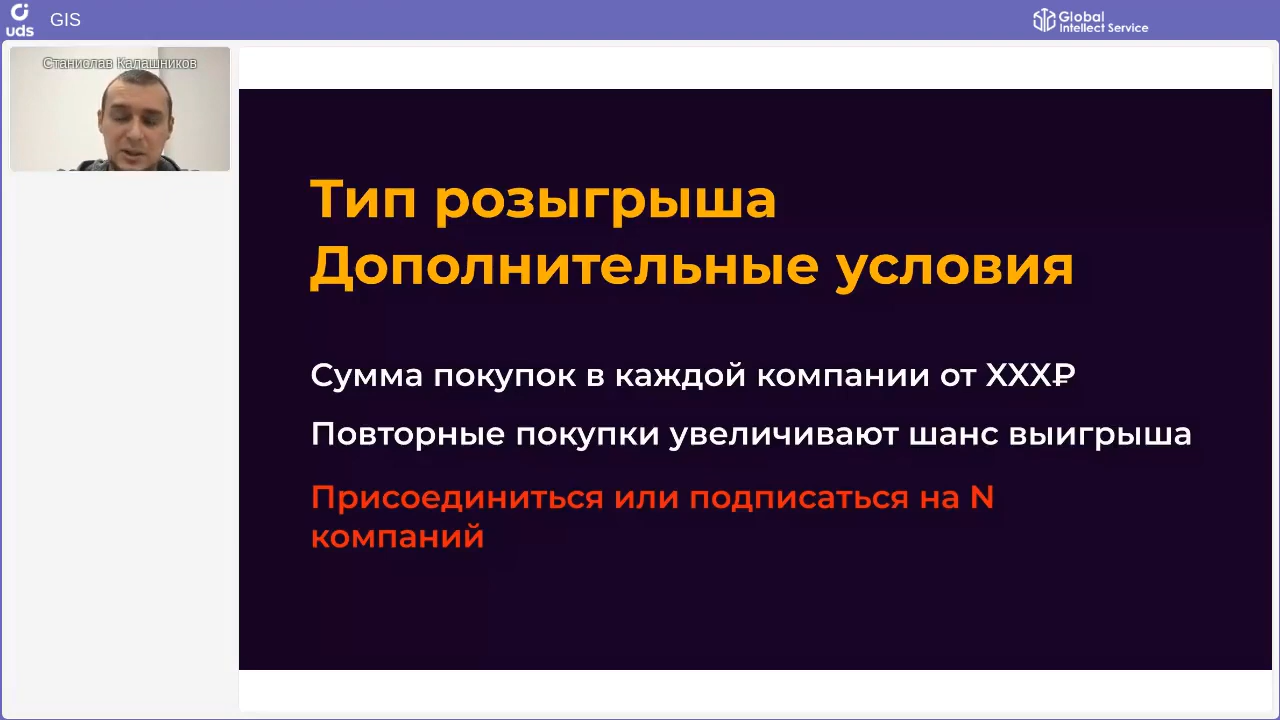 uds
GIS
Global
Intellect Service
Станислав Калашников
Тип розыгрыша
Дополнительные условия
Сумма покупок в каждой компании от XXX₽
Повторные покупки увеличивают шанс выигрыша
Присоединиться или подписаться на N
компаний